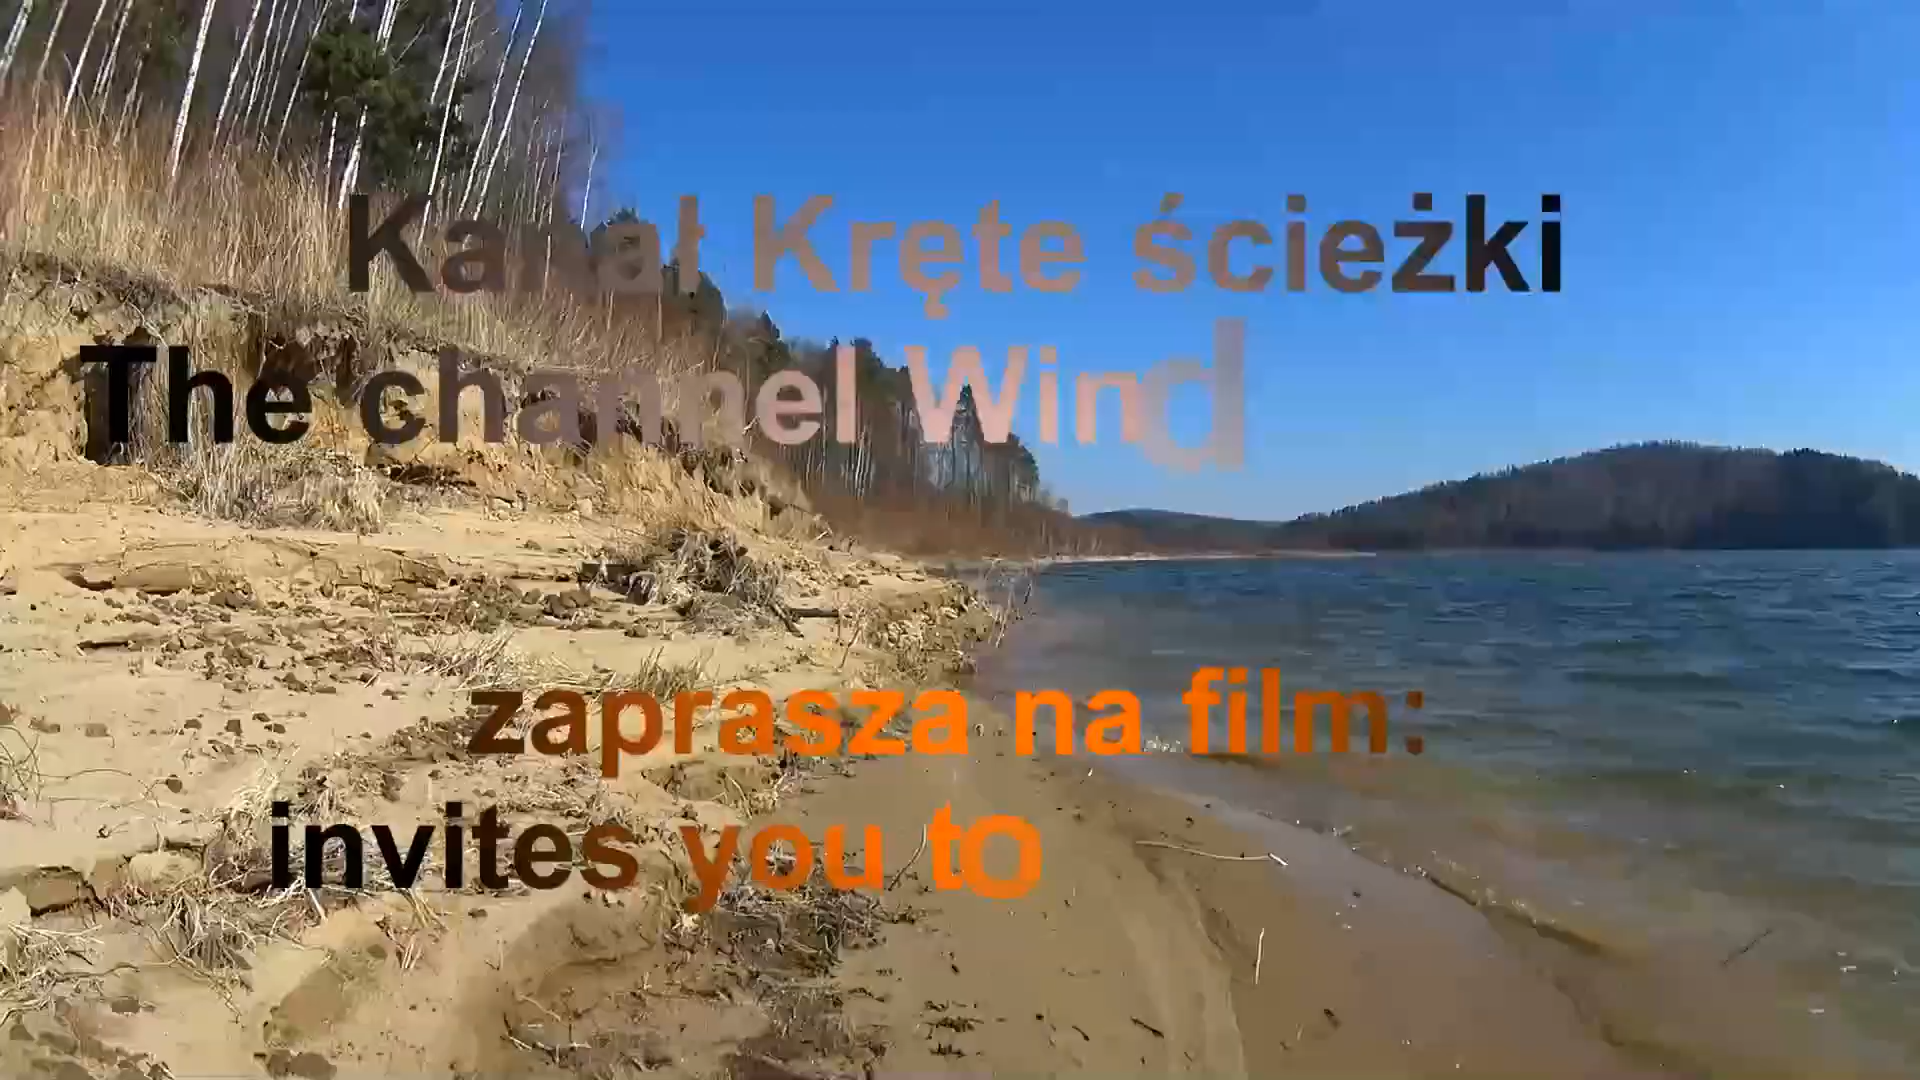 Kanał Kręte ścieżki
The channel Wind
zaprasza na film:
invites you to